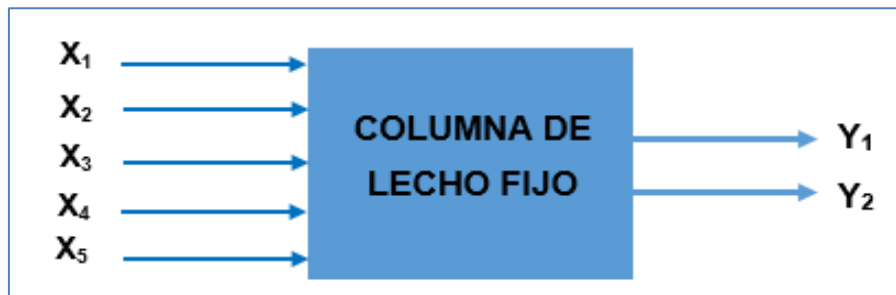 X₁
X₂
X₃
X₄
X₅
COLUMNA DE
LECHO FIJO
Y₁
Y₂